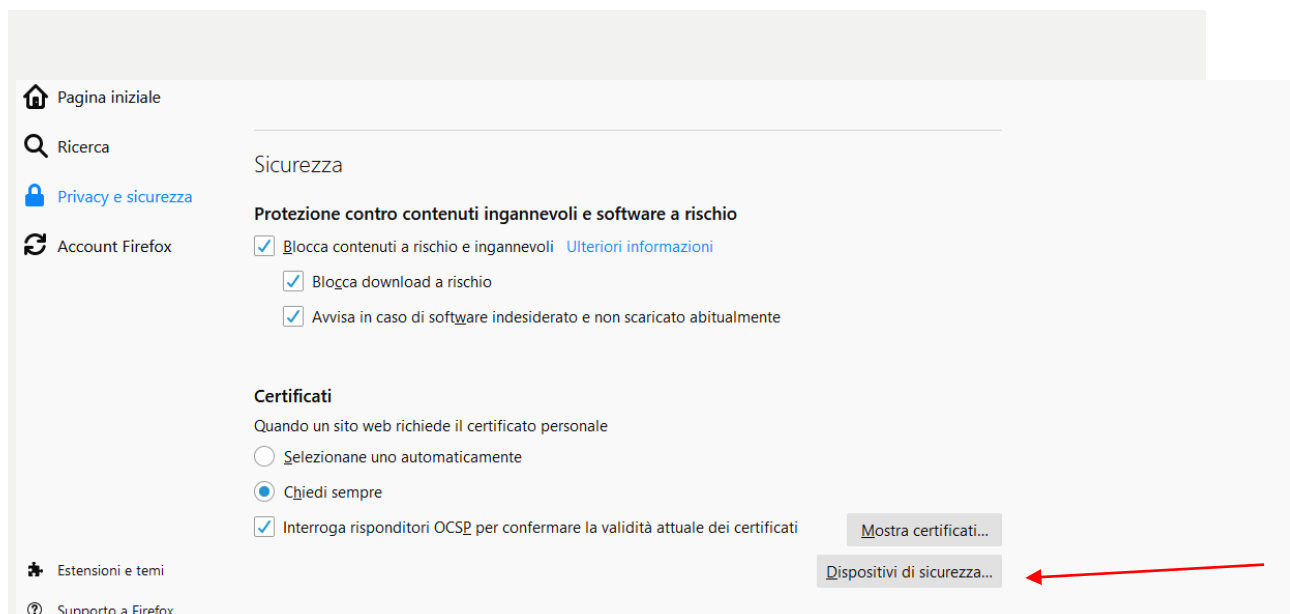 Pagina iniziale
Ricerca
Privacy e sicurezza
Account Firefox
Estensioni e temi
Supporto a Firefox
Sicurezza
Protezione contro contenuti ingannevoli e software a rischio
Blocca contenuti a rischio e ingannevoli Ulteriori informazioni
Blocca download a rischio
Avvisa in caso di software indesiderato e non scaricato abitualmente
Certificati
Quando un sito web richiede il certificato personale
Selezionane uno automaticamente
Chiedi sempre
Interroga risponditori OCSP per confermare la validità attuale dei certificati
Mostra certificati...
Dispositivi di sicurezza...